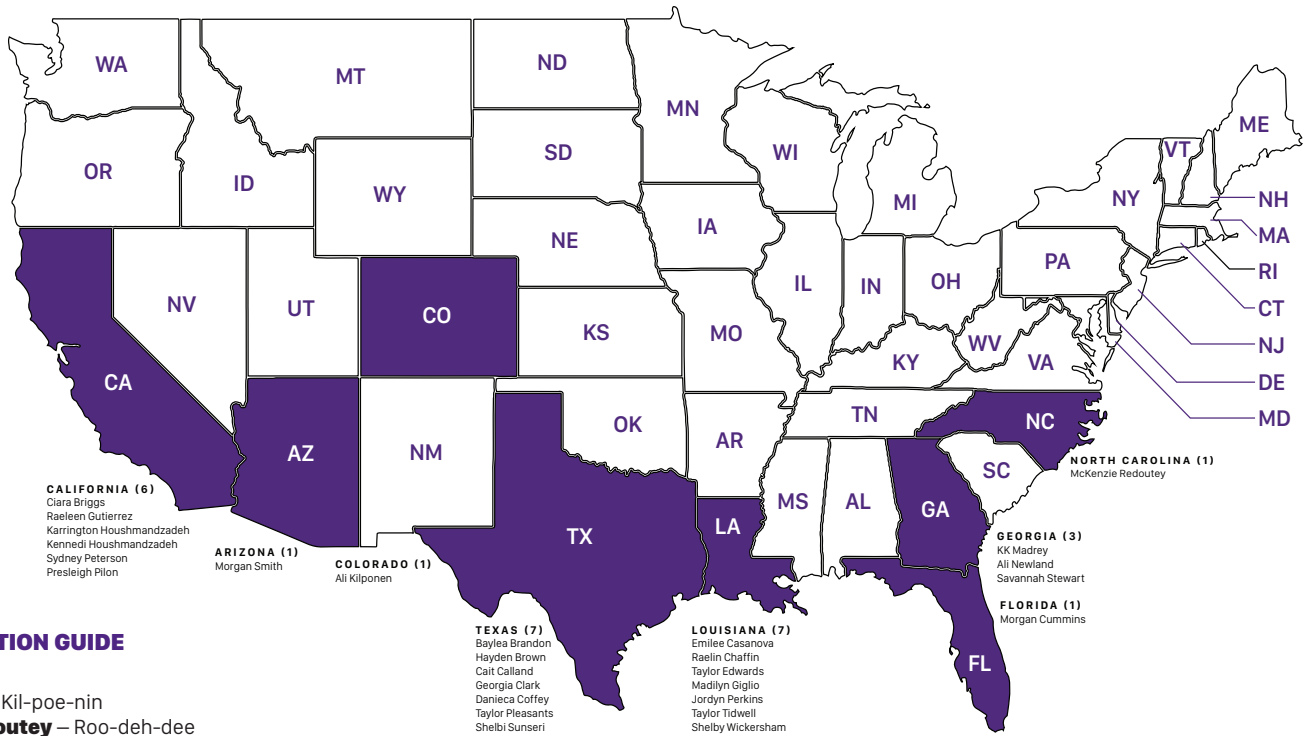 WA
MT
ND
MN
ME
OR
ID
SD
WI
VT
WY
MI
NY
NH
MA
RI
CT
NJ
DE
MD
NE
IA
PA
NV
UT
CO
KS
MO
IL
IN
OH
WV
VA
KY
CA
AZ
NM
OK
AR
TN
NC
SC
MS
AL
GA
TX
LA
FL
CALIFORNIA (6)
Ciara Briggs
Raeleen Gutierrez
Karrington Houshmandzadeh
Kennedi Houshmandzadeh
Sydney Peterson
Presleigh Pilon
ARIZONA (1)
Morgan Smith
COLORADO (1)
Ali Kilponen
TEXAS (7)
Baylea Brandon
Hayden Brown
Cait Calland
Georgia Clark
Danieca Coffey
Taylor Pleasants
Shelbi Sunseri
LOUISIANA (7)
Emilee Casanova
Raelin Chaffin
Taylor Edwards
Madilyn Giglio
Jordyn Perkins
Taylor Tidwell
Shelby Wickersham
NORTH CAROLINA (1)
McKenzie Redoutey
GEORGIA (3)
KK Madrey
Ali Newland
Savannah Stewart
FLORIDA (1)
Morgan Cummins
TION GUIDE
Kil-poe-nin
outey – Roo-deh-dee